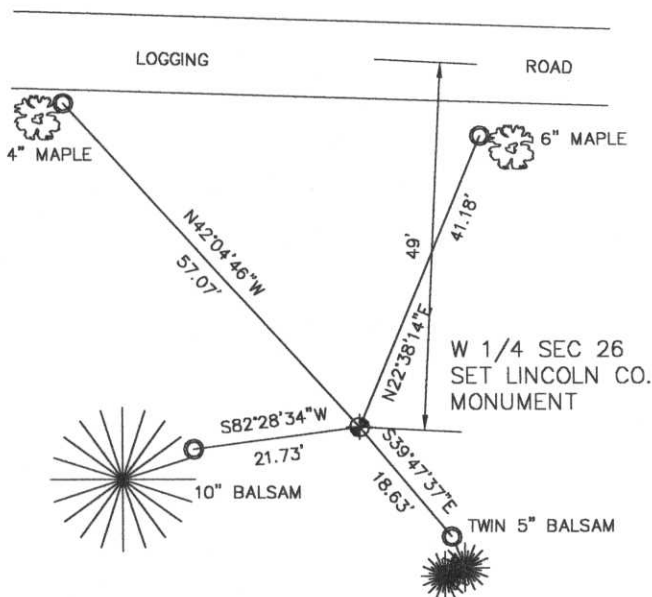 LOGGING ROAD
4" MAPLE
6" MAPLE
N42°04'46"W
57.07'
49'
41.18'
N22°38'14"E
W 1/4 SEC 26
SET LINCOLN CO.
MONUMENT
S82°28'34"W
21.73'
10" BALSAM
S39°47'37"E
18.63'
TWIN 5" BALSAM